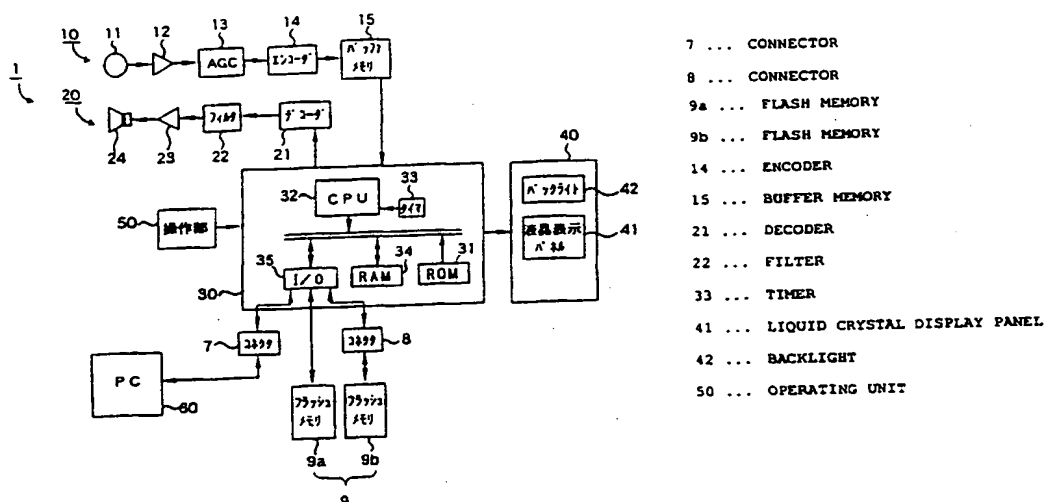 10
11
12
13
14
15
AGC
エンコーダ
バッファ
メモリ
1
20
24
23
フィルタ
22
デコーダ
21
40
バックライト
42
液晶表示
パネル
41
32
CPU
33
タイマ
50
操作部
35
I/O
RAM
34
31
ROM
30
7
コネクタ
コネクタ
8
PC
60
フラッシュ
メモリ
フラッシュ
メモリ
9a
9b
9
7 ... CONNECTOR
8 ... CONNECTOR
9a ... FLASH MEMORY
9b ... FLASH MEMORY
14 ... ENCODER
15 ... BUFFER MEMORY
21 ... DECODER
22 ... FILTER
33 ... TIMER
41 ... LIQUID CRYSTAL DISPLAY PANEL
42 ... BACKLIGHT
50 ... OPERATING UNIT